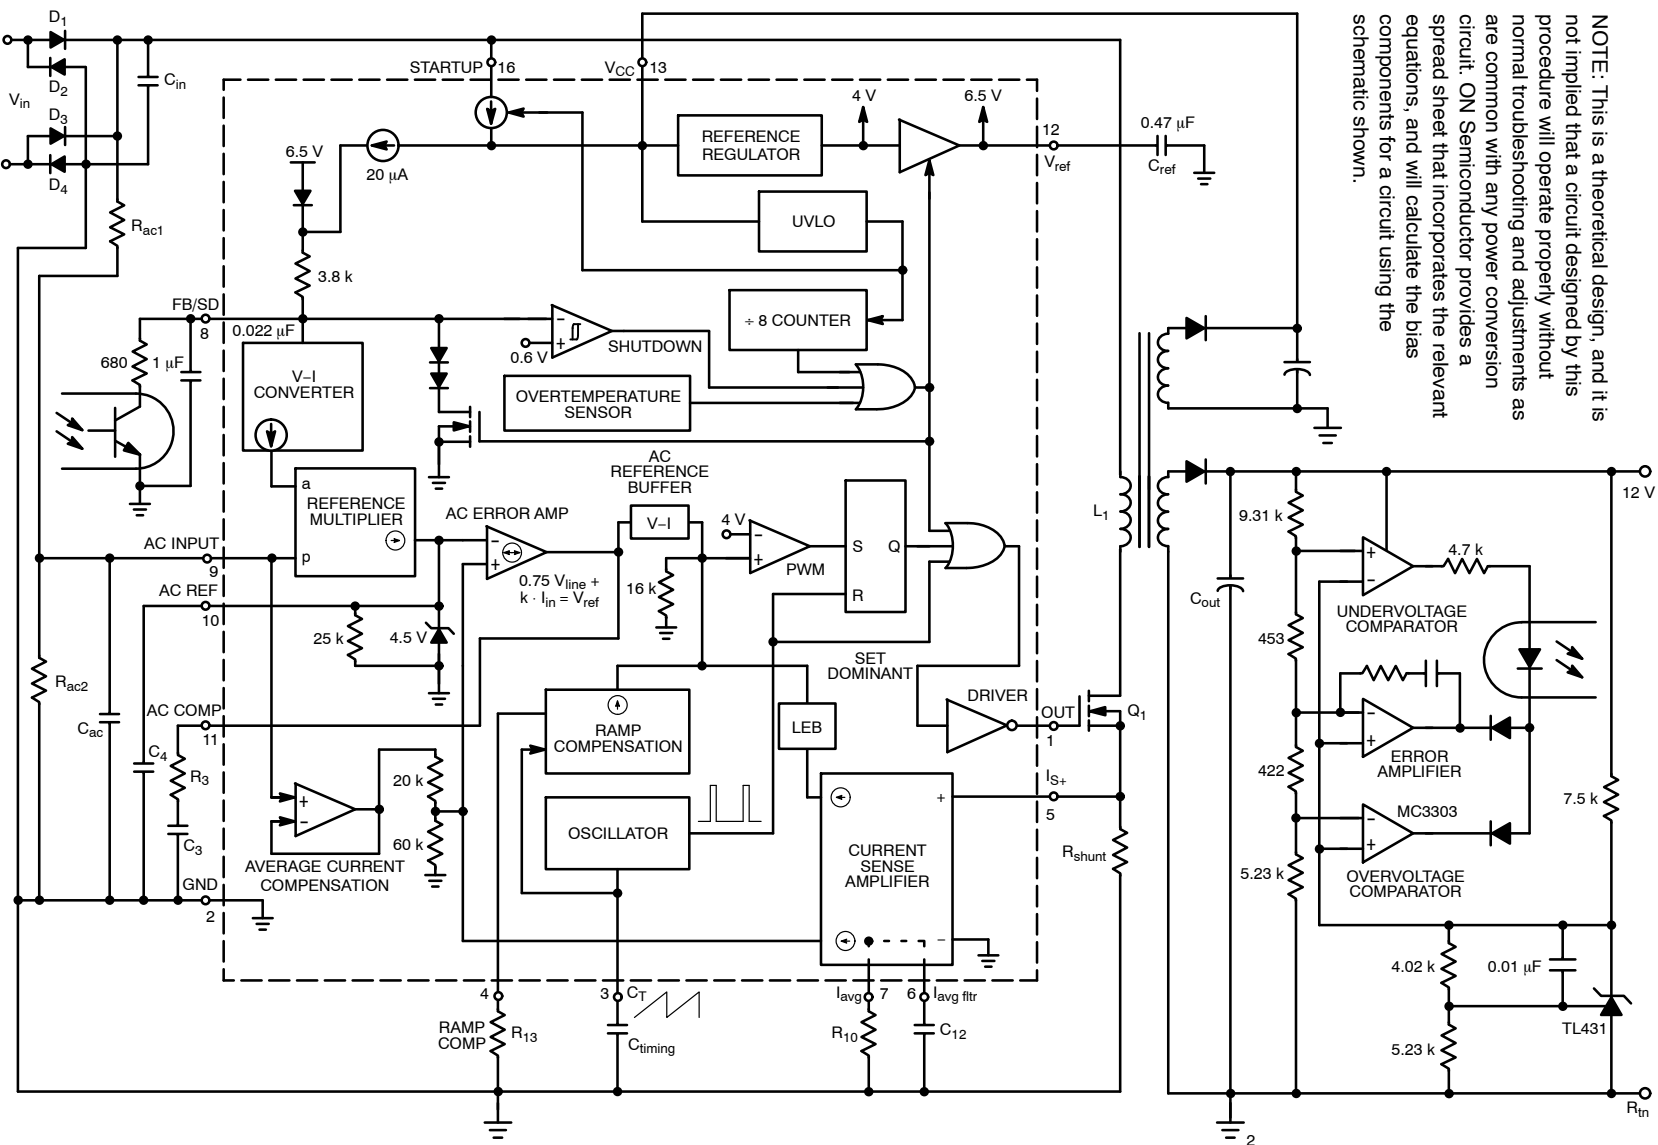 D1
D2
Vin
D3
D4
Cin
Rac1
STARTUP
16
VCC
13
4 V
6.5 V
12
Vref
0.47 µF
Cref
REFERENCE
REGULATOR
6.5 V
20 µA
UVLO
3.8 k
FB/SD
8
0.022 µF
÷ 8 COUNTER
680
1 µF
V–I
CONVERTER
0.6 V
–
+
SHUTDOWN
OVERTEMPERATURE
SENSOR
a
REFERENCE
MULTIPLIER
p
AC ERROR AMP
–
+
0.75 Vline +
k · Iin = Vref
AC
REFERENCE
BUFFER
V–I
16 k
4 V
–
+
PWM
S
Q
R
L1
AC INPUT
9
AC REF
10
25 k
4.5 V
Rac2
Cac
AC COMP
11
C4
R3
C3
GND
2
+
–
AVERAGE CURRENT
COMPENSATION
20 k
60 k
RAMP
COMPENSATION
OSCILLATOR
LEB
SET
DOMINANT
DRIVER
OUT
1
Q1
IS+
5
Rshunt
+
CURRENT
SENSE
AMPLIFIER
–
4
RAMP
COMP
R13
3
CT
Ctiming
Iavg
7
R10
6
Iavg fltr
C12
NOTE: This is a theoretical design, and it is
not implied that a circuit designed by this
procedure will operate properly without
normal troubleshooting and adjustments as
are common with any power conversion
circuit. ON Semiconductor provides a
spread sheet that incorporates the relevant
equations, and will calculate the bias
components for a circuit using the
schematic shown.
12 V
9.31 k
+
–
4.7 k
Cout
UNDERVOLTAGE
COMPARATOR
453
–
+
ERROR
AMPLIFIER
422
7.5 k
MC3303
–
+
5.23 k
OVERVOLTAGE
COMPARATOR
4.02 k
0.01 µF
TL431
5.23 k
Rtn
2